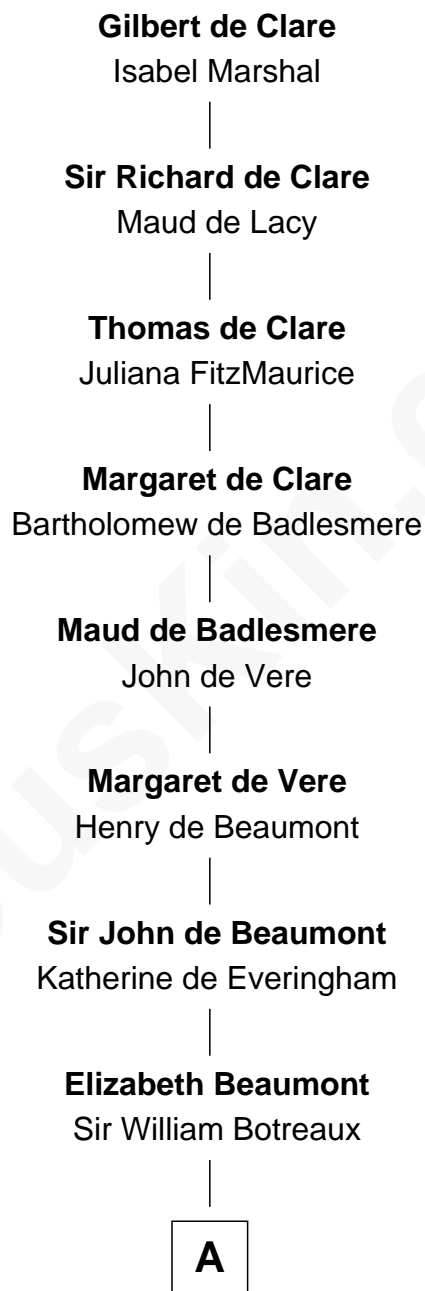 Gilbert de Clare
Isabel Marshal
Sir Richard de Clare
Maud de Lacy
Thomas de Clare
Juliana FitzMaurice
Margaret de Clare
Bartholomew de Badlesmere
Maud de Badlesmere
John de Vere
Margaret de Vere
Henry de Beaumont
Sir John de Beaumont
Katherine de Everingham
Elizabeth Beaumont
Sir William Botreaux
A